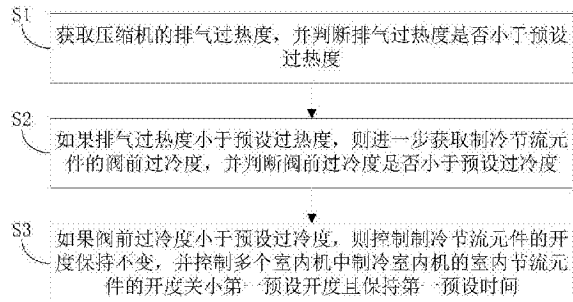 S1
获取压缩机的排气过热度，并判断排气过热度是否小于预设
过热度
S2
如果排气过热度小于预设过热度，则进一步获取制冷节流元
件的阀前过冷度，并判断阀前过冷度是否小于预设过冷度
S3
如果阀前过冷度小于预设过冷度，则控制制冷节流元件的开
度保持不变，并控制多个室内机中制冷室内机的室内节流
元件的开度关小第一预设开度且保持第一预设时间